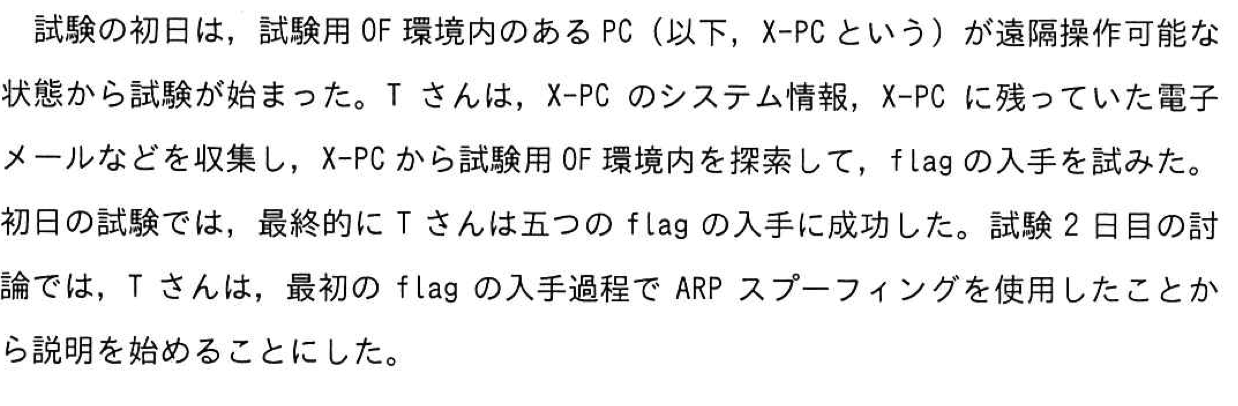 試験の初日は，試験用 OF 環境内のある PC（以下，X-PC という）が遠隔操作可能な
状態から試験が始まった。T さんは，X-PC のシステム情報，X-PC に残っていた電子
メールなどを収集し，X-PC から試験用 OF 環境内を探索して，flag の入手を試みた。
初日の試験では，最終的に T さんは五つの flag の入手に成功した。試験 2 日目の討
論では，T さんは，最初の flag の入手過程で ARP スプーフィングを使用したことか
ら説明を始めることにした。